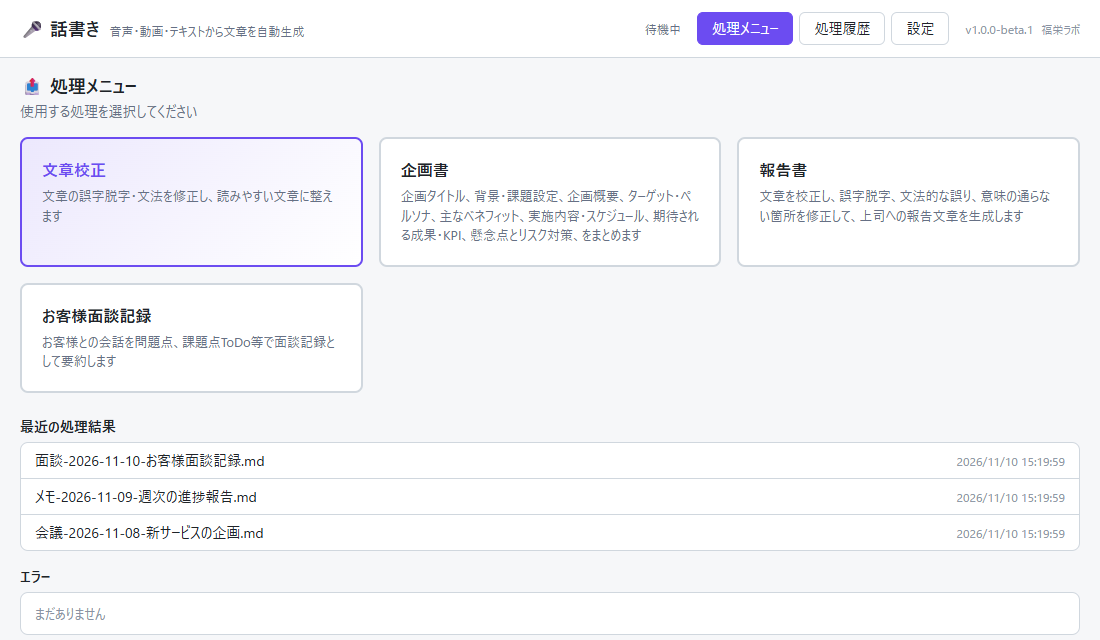 話書き 音声・動画・テキストから文章を自動生成 待機中 処理メニュー 処理履歴 設定 v1.0.0-beta.1 福栄ラボ
処理メニュー
使用する処理を選択してください
文章校正
文章の誤字脱字・文法を修正し、読みやすい文章に整え
ます
企画書
企画タイトル、背景・課題設定、企画概要、ターゲット・ペ
ルソナ、主なベネフィット、実施内容・スケジュール、期待され
る成果・KPI、懸念点とリスク対策、をまとめます
報告書
文章を校正し、誤字脱字、文法的な誤り、意味の通らな
い箇所を修正して、上司への報告文章を生成します
お客様面談記録
お客様との会話を問題点、課題点ToDo等で面談記録と
して要約します
最近の処理結果
面談-2026-11-10-お客様面談記録.md 2026/11/10 15:19:59
メモ-2026-11-09-週次の進捗報告.md 2026/11/10 15:19:59
会議-2026-11-08-新サービスの企画.md 2026/11/10 15:19:59
エラー
まだありません